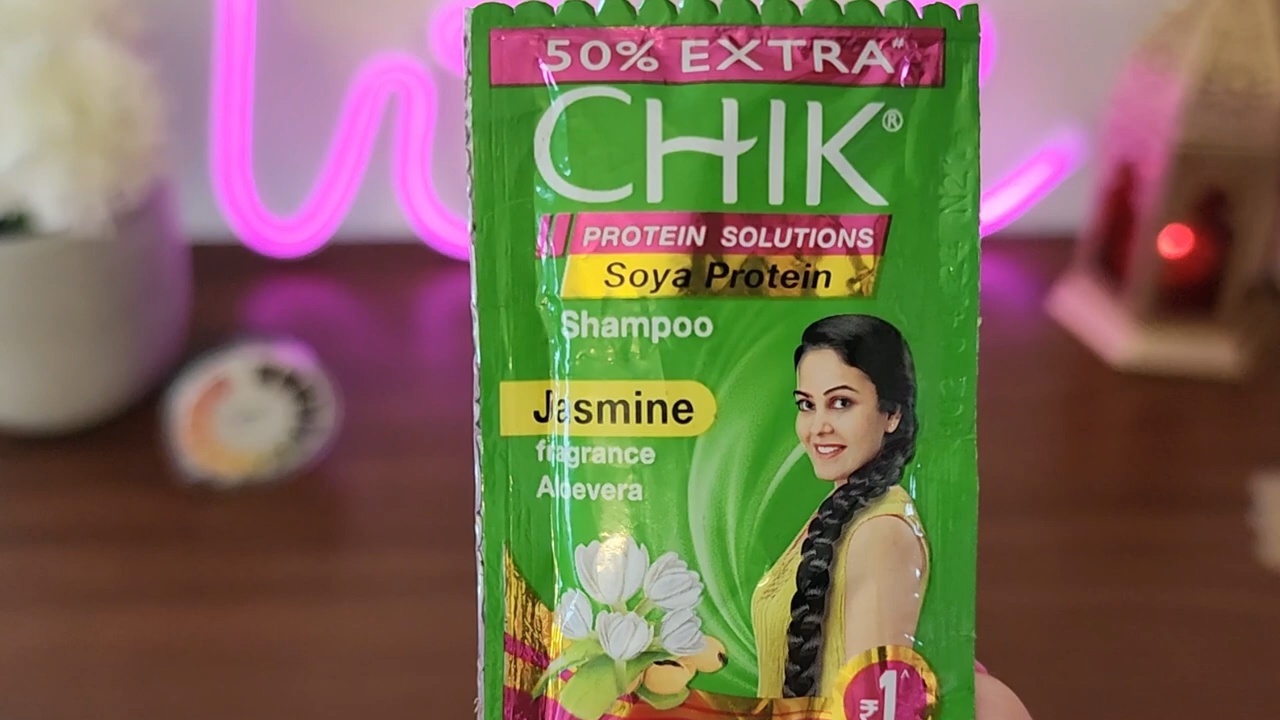 50% EXTRA#
CHIK®
PROTEIN SOLUTIONS
Soya Protein
Shampoo
Jasmine
fragrance
Aloevera
₹1^